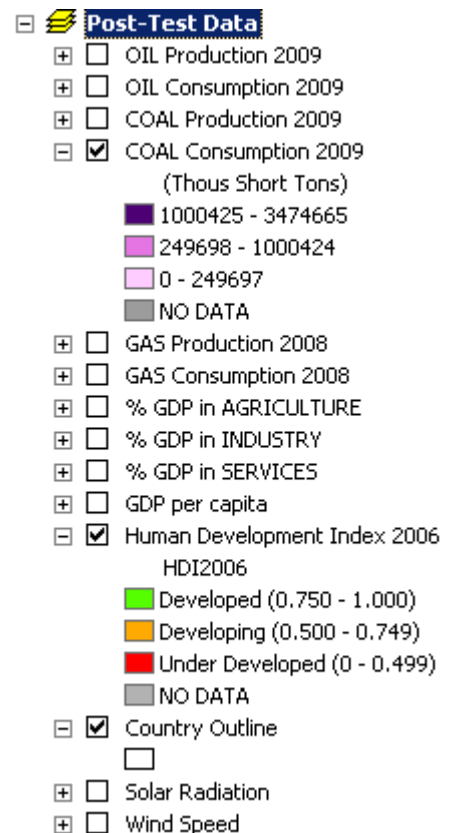 Post-Test Data
OIL Production 2009
OIL Consumption 2009
COAL Production 2009
COAL Consumption 2009
(Thous Short Tons)
1000425 - 3474665
249698 - 1000424
0 - 249697
NO DATA
GAS Production 2008
GAS Consumption 2008
% GDP in AGRICULTURE
% GDP in INDUSTRY
% GDP in SERVICES
GDP per capita
Human Development Index 2006
HDI2006
Developed (0.750 - 1.000)
Developing (0.500 - 0.749)
Under Developed (0 - 0.499)
NO DATA
Country Outline
Solar Radiation
Wind Speed